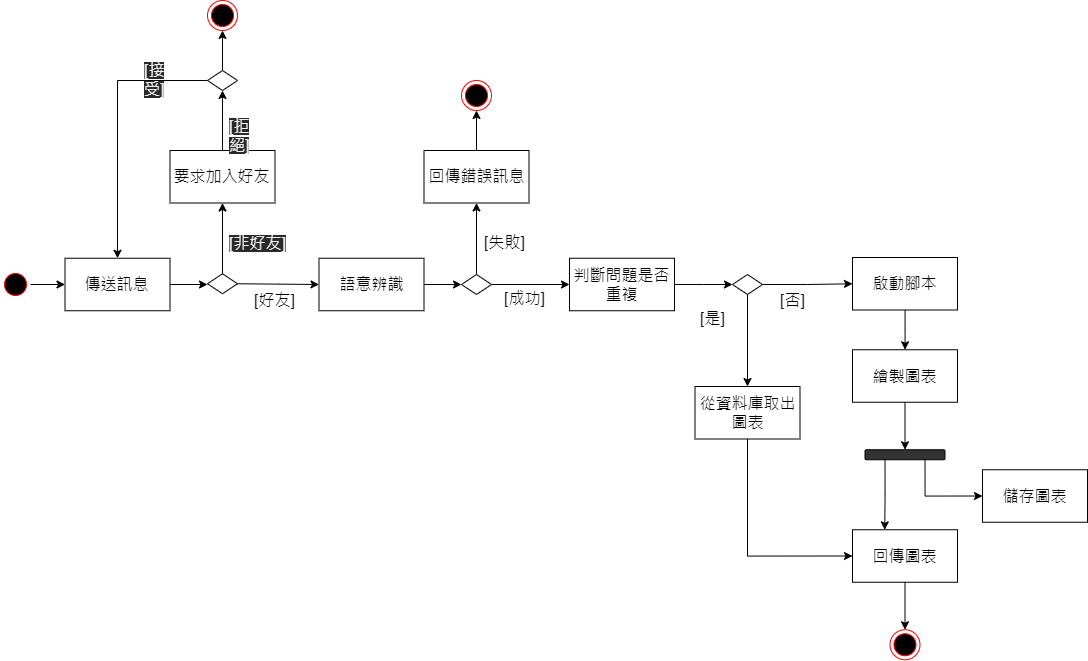 [接
受]
[拒
絕]
要求加入好友
回傳錯誤訊息
[非好友]
[失敗]
傳送訊息
[好友]
語意辨識
[成功]
判斷問題是否
重複
[是]
[否]
啟動腳本
繪製圖表
從資料庫取出
圖表
儲存圖表
回傳圖表